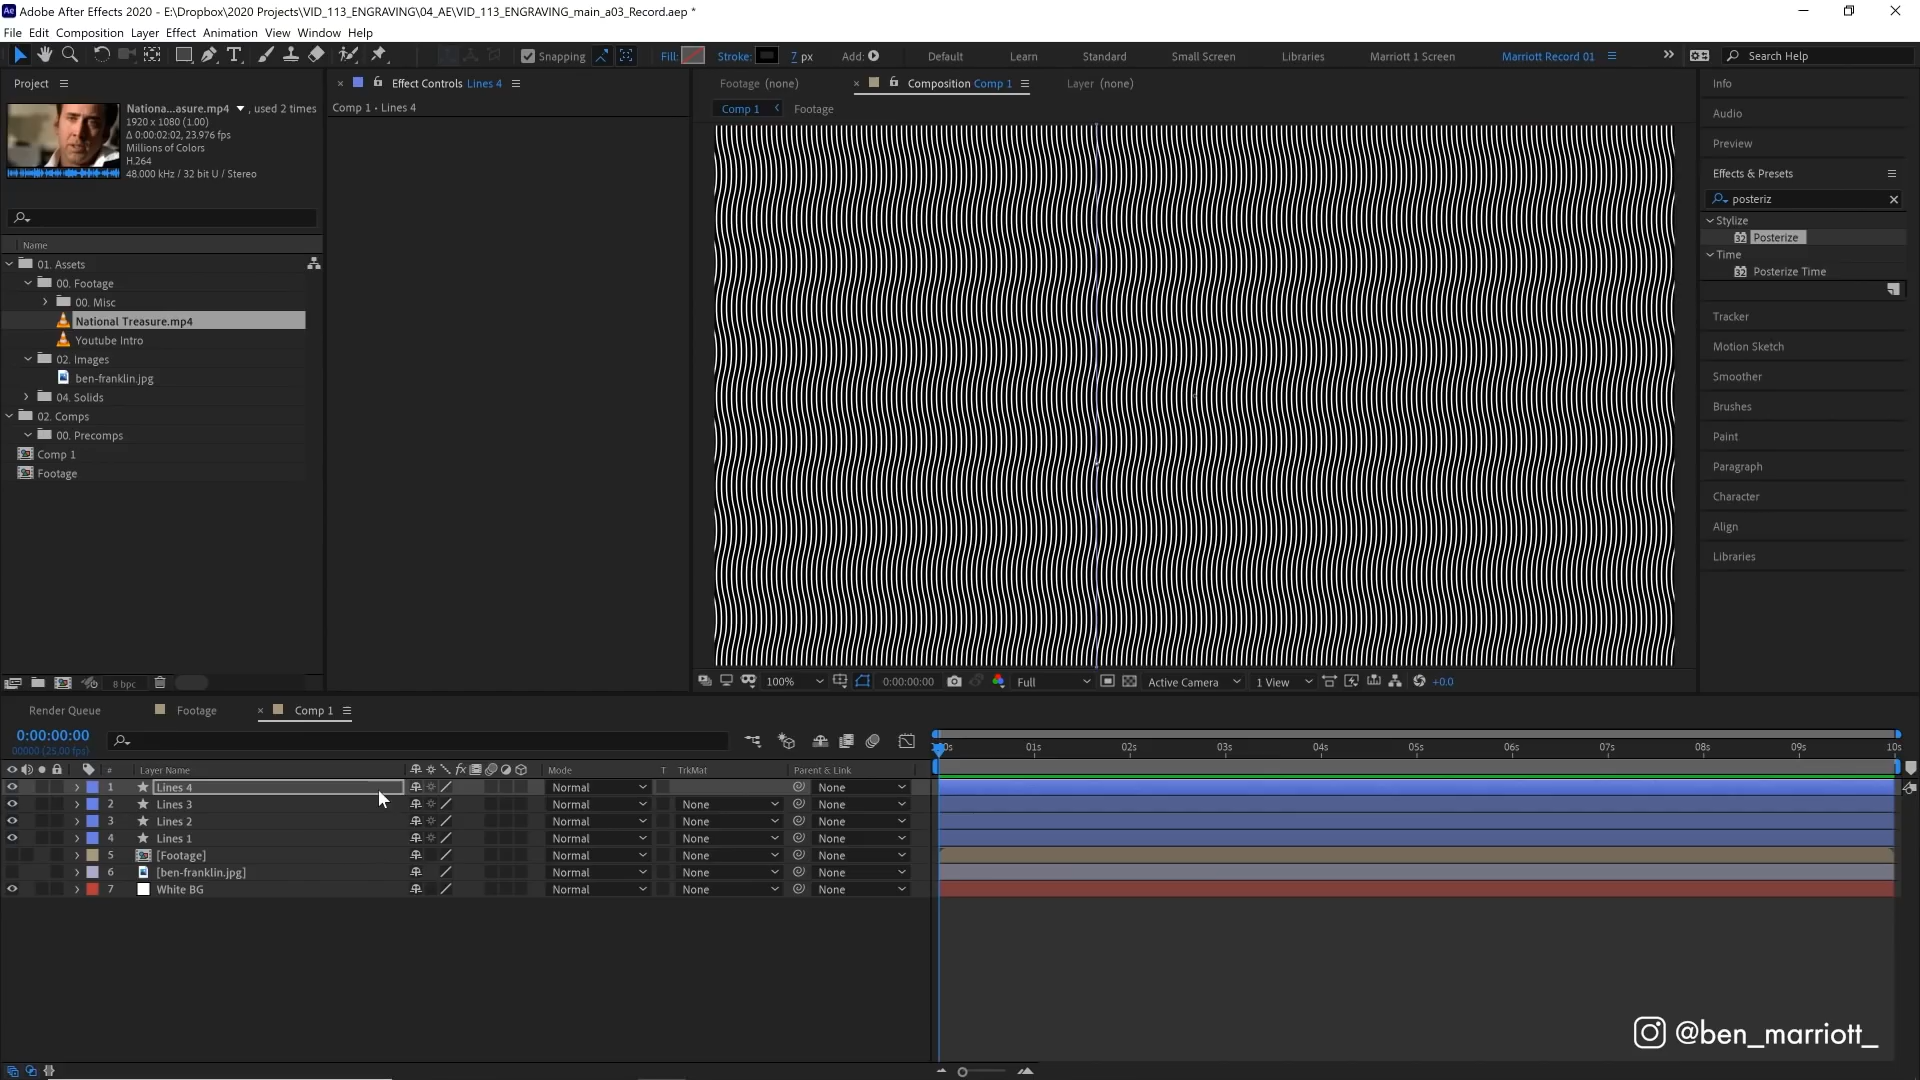 Adobe After Effects 2020 - E:\Dropbox\2020 Projects\VID_113_ENGRAVING\04_AE\VID_113_ENGRAVING_main_a03_Record.aep *
File Edit Composition Layer Effect Animation View Window Help
Snapping Fill: Stroke: 7 px Add: Default Learn Standard Small Screen Libraries Marriott 1 Screen Marriott Record 01 Search Help
Project
Nationa...asure.mp4 , used 2 times
1920 x 1080 (1.00)
Δ 0:00:02:02, 23.976 fps
Millions of Colors
H.264
48.000 kHz / 32 bit U / Stereo
Name
01. Assets
00. Footage
00. Misc
National Treasure.mp4
Youtube Intro
02. Images
ben-franklin.jpg
04. Solids
02. Comps
00. Precomps
Comp 1
Footage
8 bpc
Effect Controls Lines 4
Comp 1 • Lines 4
Footage (none) Composition Comp 1 Layer (none)
Comp 1 Footage
100% 0:00:00:00 Full Active Camera 1 View +0.0
Info
Audio
Preview
Effects & Presets
posteriz
Stylize
32 Posterize
Time
32 Posterize Time
Tracker
Motion Sketch
Smoother
Brushes
Paint
Paragraph
Character
Align
Libraries
Render Queue Footage Comp 1
0:00:00:00
00000 (25.00 fps)
# Layer Name fx Mode T TrkMat Parent & Link
00s 01s 02s 03s 04s 05s 06s 07s 08s 09s 10s
1 Lines 4 Normal None
2 Lines 3 Normal None None
3 Lines 2 Normal None None
4 Lines 1 Normal None None
5 [Footage] Normal None None
6 [ben-franklin.jpg] Normal None None
7 White BG Normal None None
@ben_marriott_